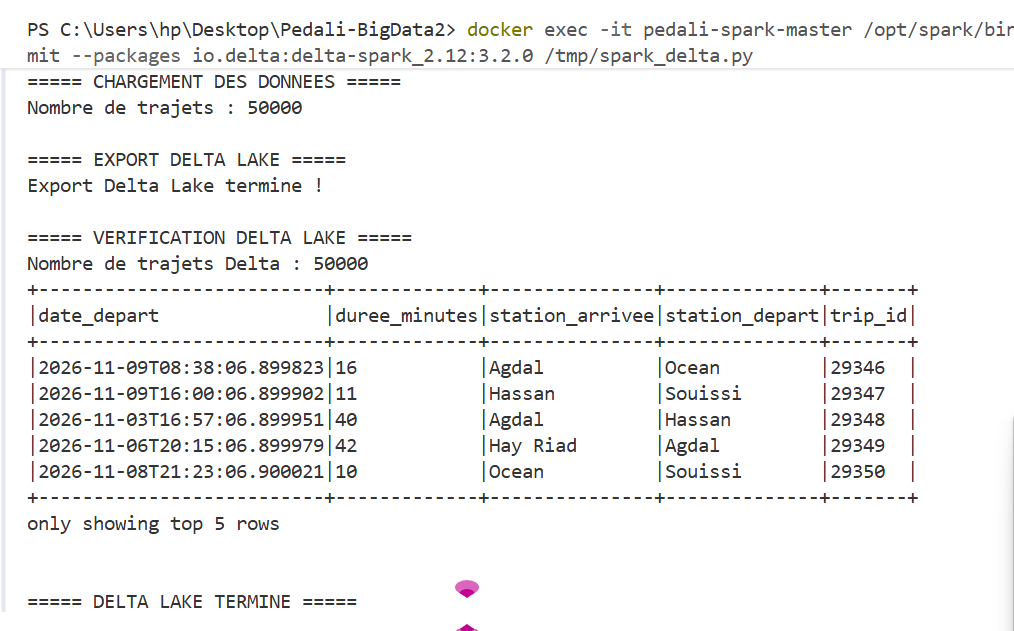 PS C:\Users\hp\Desktop\Pedali-BigData2> docker exec -it pedali-spark-master /opt/spark/bin
mit --packages io.delta:delta-spark_2.12:3.2.0 /tmp/spark_delta.py
===== CHARGEMENT DES DONNEES =====
Nombre de trajets : 50000
===== EXPORT DELTA LAKE =====
Export Delta Lake termine !
===== VERIFICATION DELTA LAKE =====
Nombre de trajets Delta : 50000
+--------------------------+-------------+---------------+--------------+-------+
|date_depart               |duree_minutes|station_arrivee|station_depart|trip_id|
+--------------------------+-------------+---------------+--------------+-------+
|2026-11-09T08:38:06.899823|16           |Agdal          |Ocean         |29346  |
|2026-11-09T16:00:06.899902|11           |Hassan         |Souissi       |29347  |
|2026-11-03T16:57:06.899951|40           |Agdal          |Hassan        |29348  |
|2026-11-06T20:15:06.899979|42           |Hay Riad       |Agdal         |29349  |
|2026-11-08T21:23:06.900021|10           |Ocean          |Souissi       |29350  |
+--------------------------+-------------+---------------+--------------+-------+
only showing top 5 rows
===== DELTA LAKE TERMINE =====